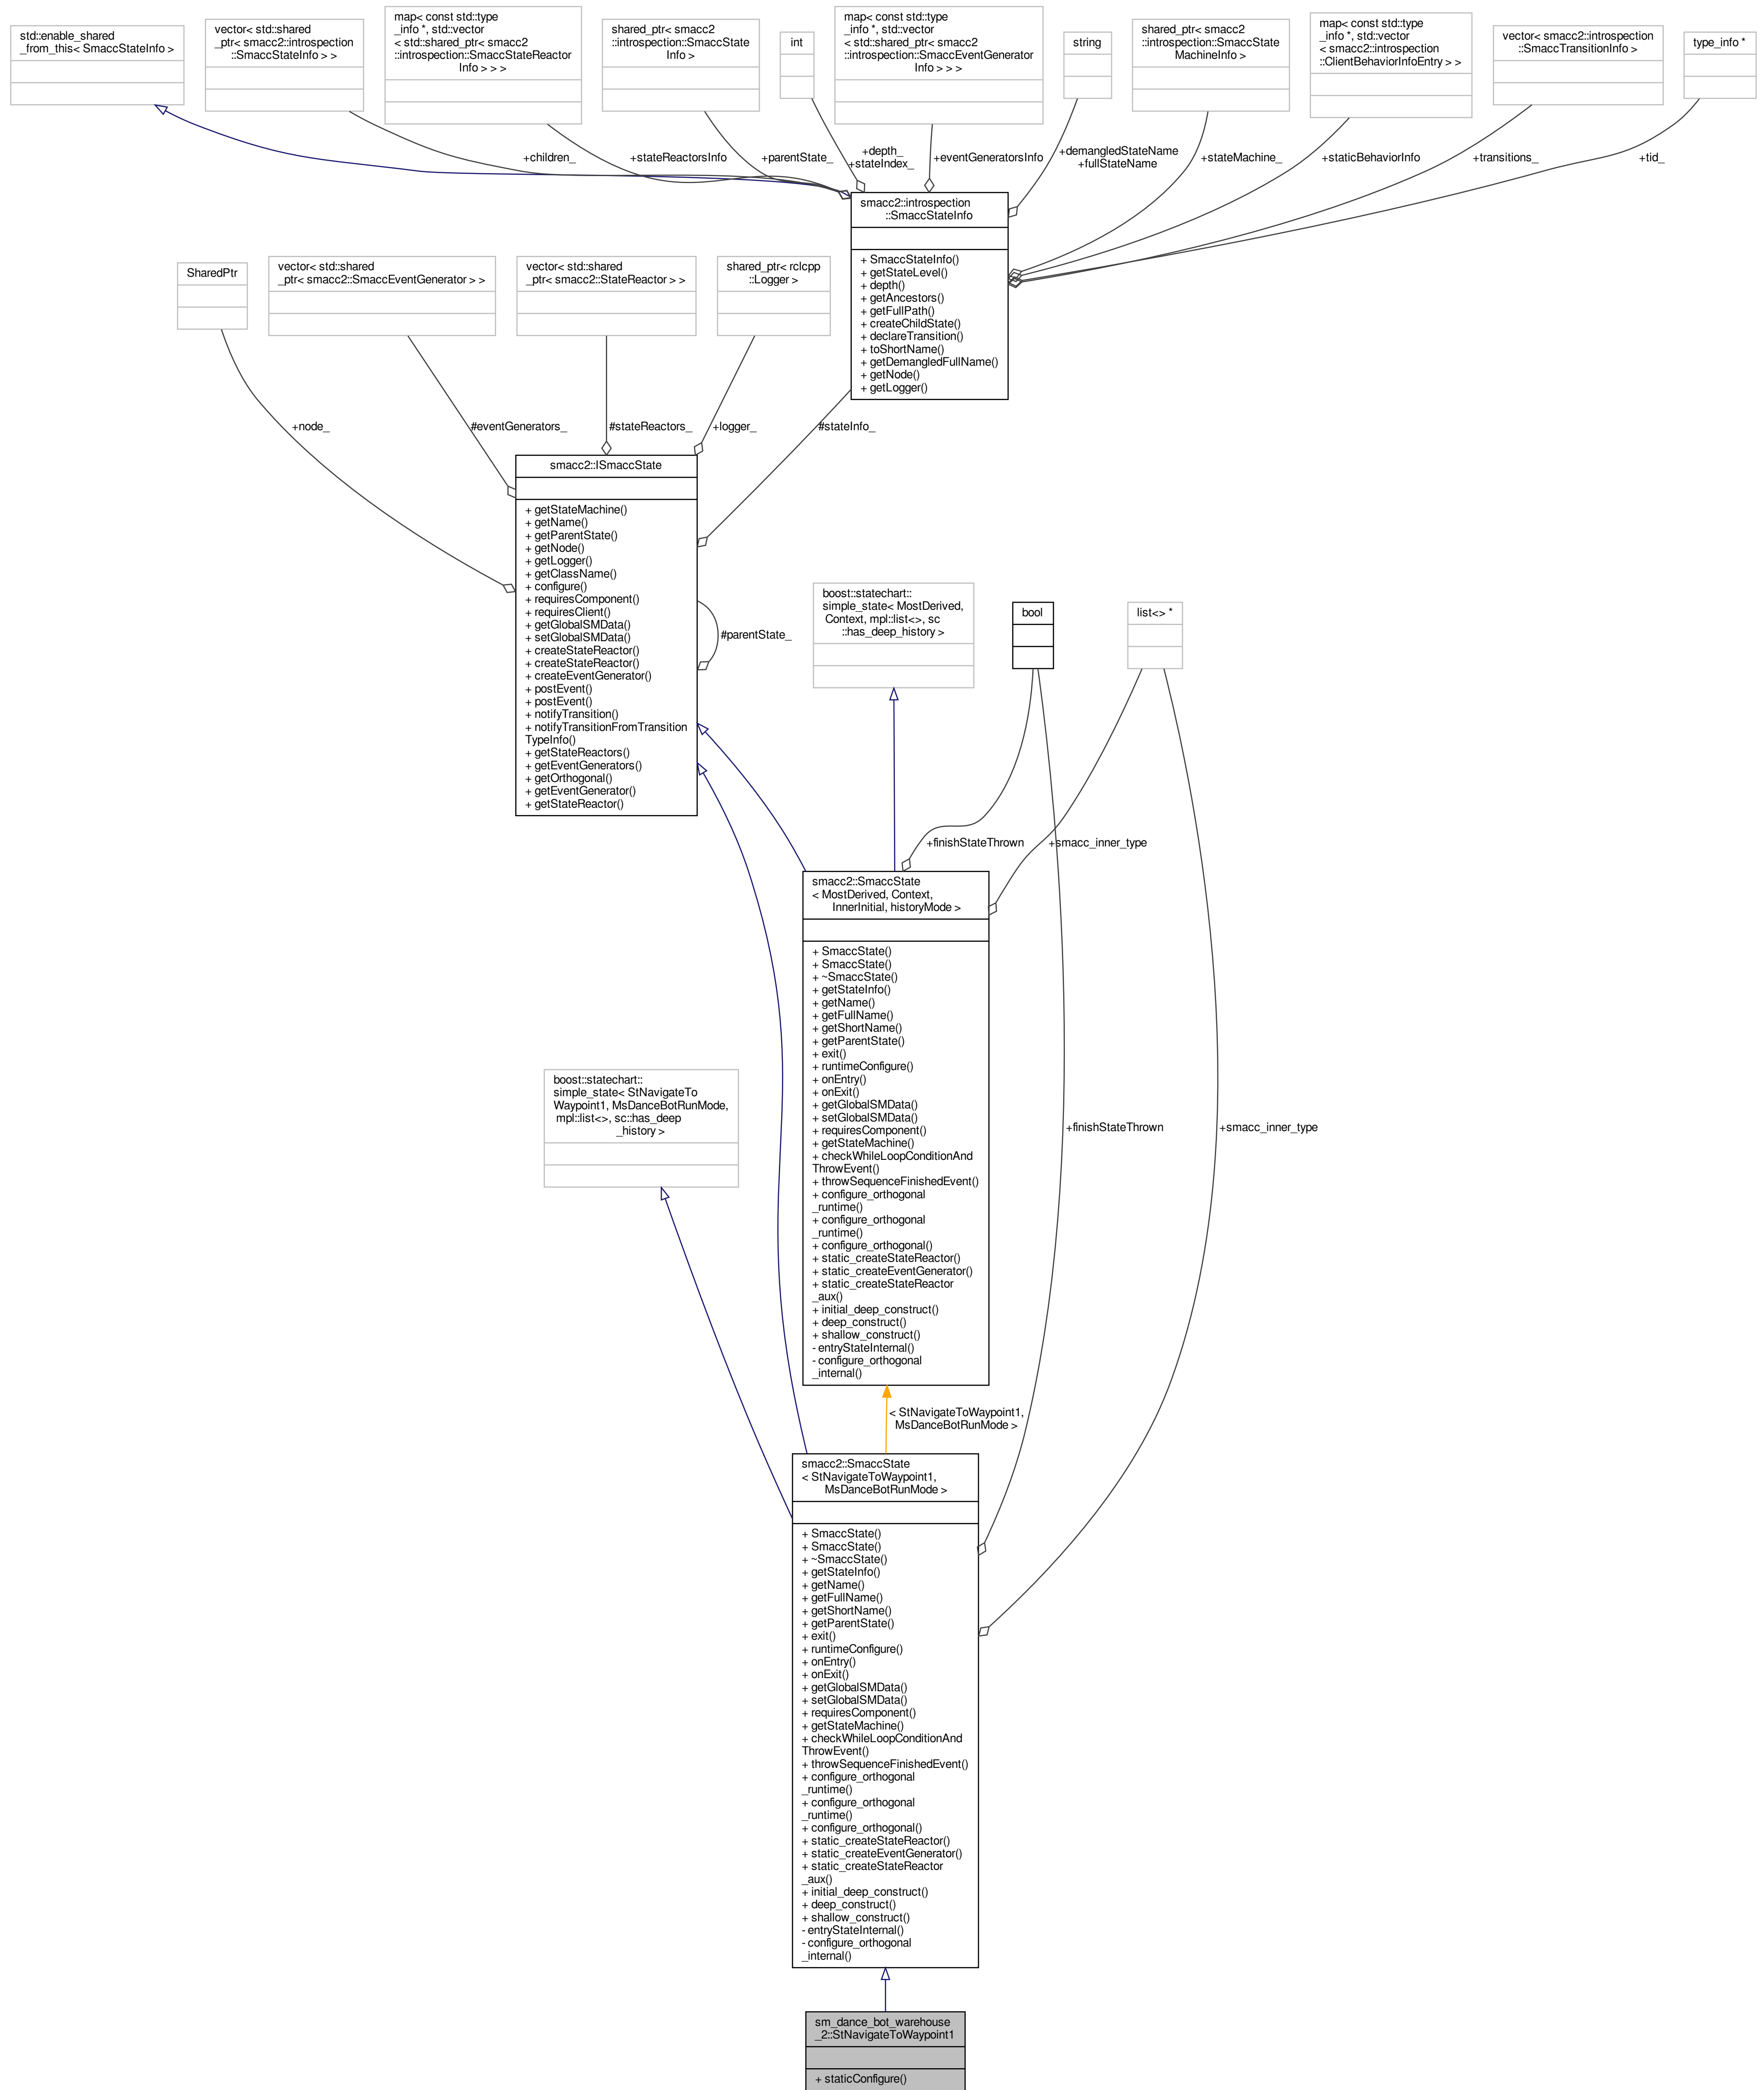 std::enable_shared
_from_this< SmaccStateInfo >
vector< std::shared
_ptr< smacc2::introspection
::SmaccStateInfo > >
map< const std::type
_info *, std::vector
< std::shared_ptr< smacc2
::introspection::SmaccStateReactor
Info > > >
shared_ptr< smacc2
::introspection::SmaccState
Info >
int
map< const std::type
_info *, std::vector
< std::shared_ptr< smacc2
::introspection::SmaccEventGenerator
Info > > >
string
shared_ptr< smacc2
::introspection::SmaccState
MachineInfo >
map< const std::type
_info *, std::vector
< smacc2::introspection
::ClientBehaviorInfoEntry > >
vector< smacc2::introspection
::SmaccTransitionInfo >
type_info *
+children_
+stateReactorsInfo
+parentState_
+depth_
+stateIndex_
+eventGeneratorsInfo
+demangledStateName
+fullStateName
+stateMachine_
+staticBehaviorInfo
+transitions_
+tid_
smacc2::introspection
::SmaccStateInfo
+ SmaccStateInfo()
+ getStateLevel()
+ depth()
+ getAncestors()
+ getFullPath()
+ createChildState()
+ declareTransition()
+ toShortName()
+ getDemangledFullName()
+ getNode()
+ getLogger()
SharedPtr
vector< std::shared
_ptr< smacc2::SmaccEventGenerator > >
vector< std::shared
_ptr< smacc2::StateReactor > >
shared_ptr< rclcpp
::Logger >
+node_
#eventGenerators_
#stateReactors_
+logger_
#stateInfo_
smacc2::ISmaccState
+ getStateMachine()
+ getName()
+ getParentState()
+ getNode()
+ getLogger()
+ getClassName()
+ configure()
+ requiresComponent()
+ requiresClient()
+ getGlobalSMData()
+ setGlobalSMData()
+ createStateReactor()
+ createStateReactor()
+ createEventGenerator()
+ postEvent()
+ postEvent()
+ notifyTransition()
+ notifyTransitionFromTransition
TypeInfo()
+ getStateReactors()
+ getEventGenerators()
+ getOrthogonal()
+ getEventGenerator()
+ getStateReactor()
#parentState_
boost::statechart::
simple_state< MostDerived,
Context, mpl::list<>, sc
::has_deep_history >
bool
list<> *
+finishStateThrown
+smacc_inner_type
smacc2::SmaccState
< MostDerived, Context,
InnerInitial, historyMode >
+ SmaccState()
+ SmaccState()
+ ~SmaccState()
+ getStateInfo()
+ getName()
+ getFullName()
+ getShortName()
+ getParentState()
+ exit()
+ runtimeConfigure()
+ onEntry()
+ onExit()
+ getGlobalSMData()
+ setGlobalSMData()
+ requiresComponent()
+ getStateMachine()
+ checkWhileLoopConditionAnd
ThrowEvent()
+ throwSequenceFinishedEvent()
+ configure_orthogonal
_runtime()
+ configure_orthogonal
_runtime()
+ configure_orthogonal()
+ static_createStateReactor()
+ static_createEventGenerator()
+ static_createStateReactor
_aux()
+ initial_deep_construct()
+ deep_construct()
+ shallow_construct()
- entryStateInternal()
- configure_orthogonal
_internal()
boost::statechart::
simple_state< StNavigateTo
Waypoint1, MsDanceBotRunMode,
mpl::list<>, sc::has_deep
_history >
+finishStateThrown
+smacc_inner_type
< StNavigateToWaypoint1,
MsDanceBotRunMode >
smacc2::SmaccState
< StNavigateToWaypoint1,
MsDanceBotRunMode >
+ SmaccState()
+ SmaccState()
+ ~SmaccState()
+ getStateInfo()
+ getName()
+ getFullName()
+ getShortName()
+ getParentState()
+ exit()
+ runtimeConfigure()
+ onEntry()
+ onExit()
+ getGlobalSMData()
+ setGlobalSMData()
+ requiresComponent()
+ getStateMachine()
+ checkWhileLoopConditionAnd
ThrowEvent()
+ throwSequenceFinishedEvent()
+ configure_orthogonal
_runtime()
+ configure_orthogonal
_runtime()
+ configure_orthogonal()
+ static_createStateReactor()
+ static_createEventGenerator()
+ static_createStateReactor
_aux()
+ initial_deep_construct()
+ deep_construct()
+ shallow_construct()
- entryStateInternal()
- configure_orthogonal
_internal()
sm_dance_bot_warehouse
_2::StNavigateToWaypoint1
+ staticConfigure()